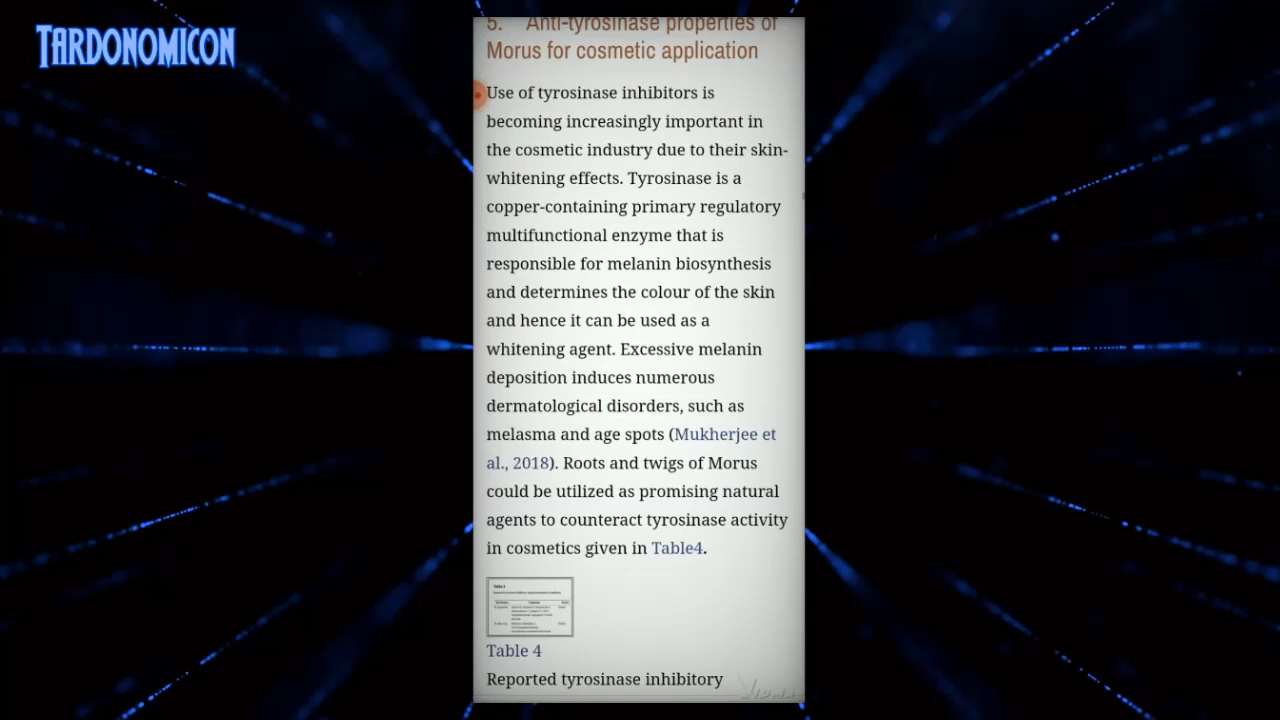 TARDONOMICON
5. Anti-tyrosinase properties of
Morus for cosmetic application
Use of tyrosinase inhibitors is
becoming increasingly important in
the cosmetic industry due to their skin-
whitening effects. Tyrosinase is a
copper-containing primary regulatory
multifunctional enzyme that is
responsible for melanin biosynthesis
and determines the colour of the skin
and hence it can be used as a
whitening agent. Excessive melanin
deposition induces numerous
dermatological disorders, such as
melasma and age spots (Mukherjee et
al., 2018). Roots and twigs of Morus
could be utilized as promising natural
agents to counteract tyrosinase activity
in cosmetics given in Table4.
Table 4
Reported tyrosinase inhibitory